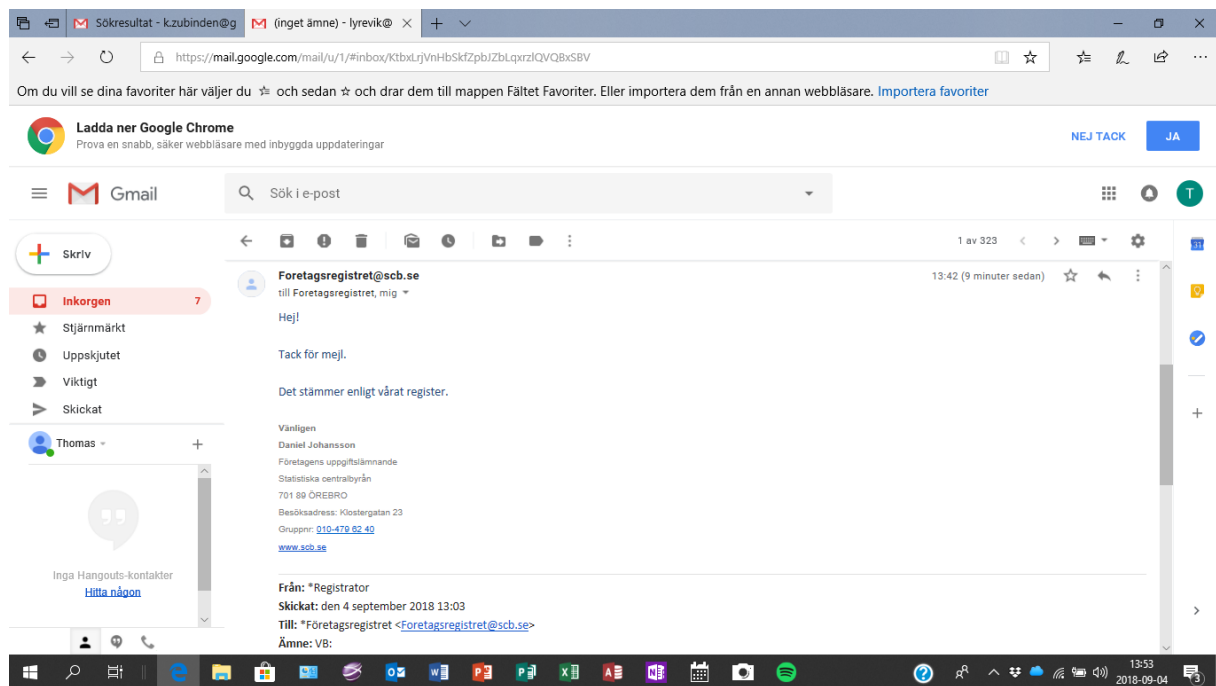 Sökresultat - k.zubinden@g
(inget ämne) - lyrevik@
https://mail.google.com/mail/u/1/#inbox/KtbxLrjVnHbSkfZpbJZbLqxrzlQVQBxSBV
Om du vill se dina favoriter här väljer du och sedan och drar dem till mappen Fältet Favoriter. Eller importera dem från en annan webbläsare. Importera favoriter
Ladda ner Google Chrome
Prova en snabb, säker webbläsare med inbyggda uppdateringar
NEJ TACK
JA
Gmail
Sök i e-post
T
Skriv
1 av 323
31
Inkorgen 7
Stjärnmärkt
Uppskjutet
Viktigt
Skickat
Thomas
Inga Hangouts-kontakter
Hitta någon
Foretagsregistret@scb.se
13:42 (9 minuter sedan)
till Foretagsregistret, mig
Hej!
Tack för mejl.
Det stämmer enligt vårat register.
Vänligen
Daniel Johansson
Företagens uppgiftslämnande
Statistiska centralbyrån
701 89 ÖREBRO
Besöksadress: Klostergatan 23
Gruppnr: 010-479 62 40
www.scb.se
Från: *Registrator
Skickat: den 4 september 2018 13:03
Till: *Företagsregistret <Foretagsregistret@scb.se>
Ämne: VB:
13:53
2018-09-04
3